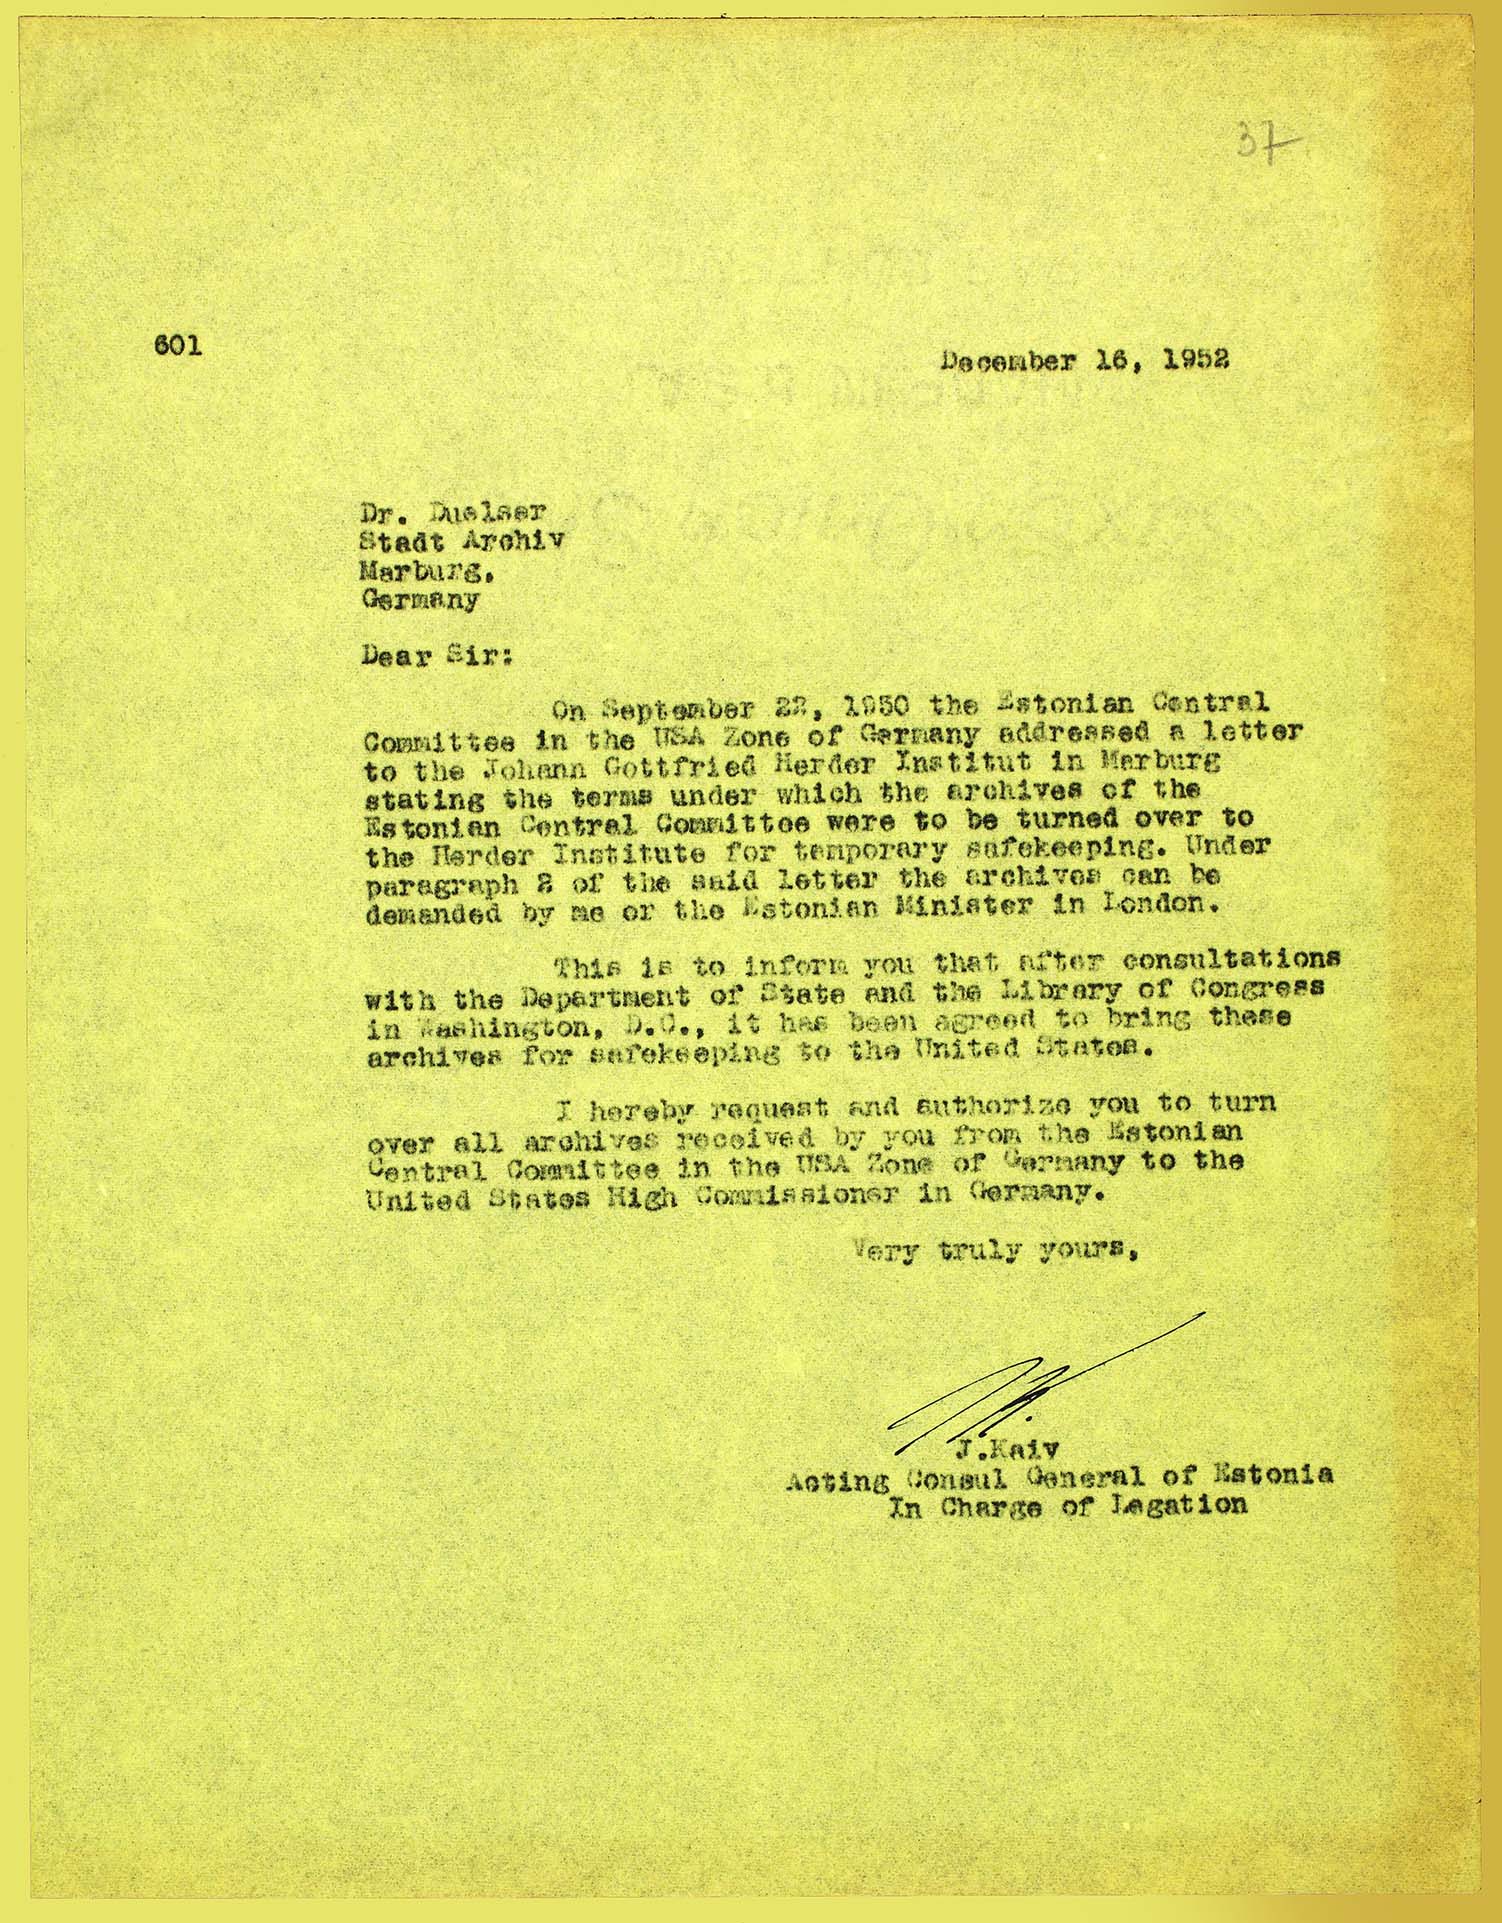 37
601
December 16, 1952
Dr. Duelser
Stadt Archiv
Marburg.
Germany
Dear Sir:
On September 22, 1950 the Estonian Central
Committee in the USA Zone of Germany addressed a letter
to the Johann Gottfried Herder Institut in Marburg
stating the terms under which the archives of the
Estonian Central Committee were to be turned over to
the Herder Institute for temporary safekeeping. Under
paragraph 2 of the said letter the archives can be
demanded by me or the Estonian Minister in London.
This is to inform you that after consultations
with the Department of State and the Library of Congress
in Washington, D.C., it has been agreed to bring these
archives for safekeeping to the United States.
I hereby request and authorize you to turn
over all archives received by you from the Estonian
Central Committee in the USA Zone of Germany to the
United States High Commissioner in Germany.
Very truly yours,
J.Kaiv
Acting Consul General of Estonia
In Charge of Legation